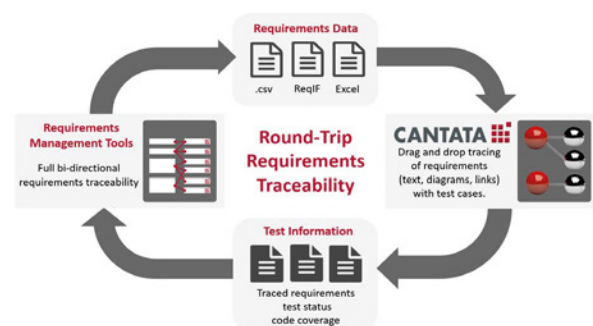 Requirements Data
.csv ReqIF Excel
Requirements
Management Tools
Full bi-directional
requirements traceability
Round-Trip
Requirements
Traceability
CANTATA
Drag and drop tracing
of requirements
(text, diagrams, links)
with test cases.
Test Information
Traced requirements
test status
code coverage